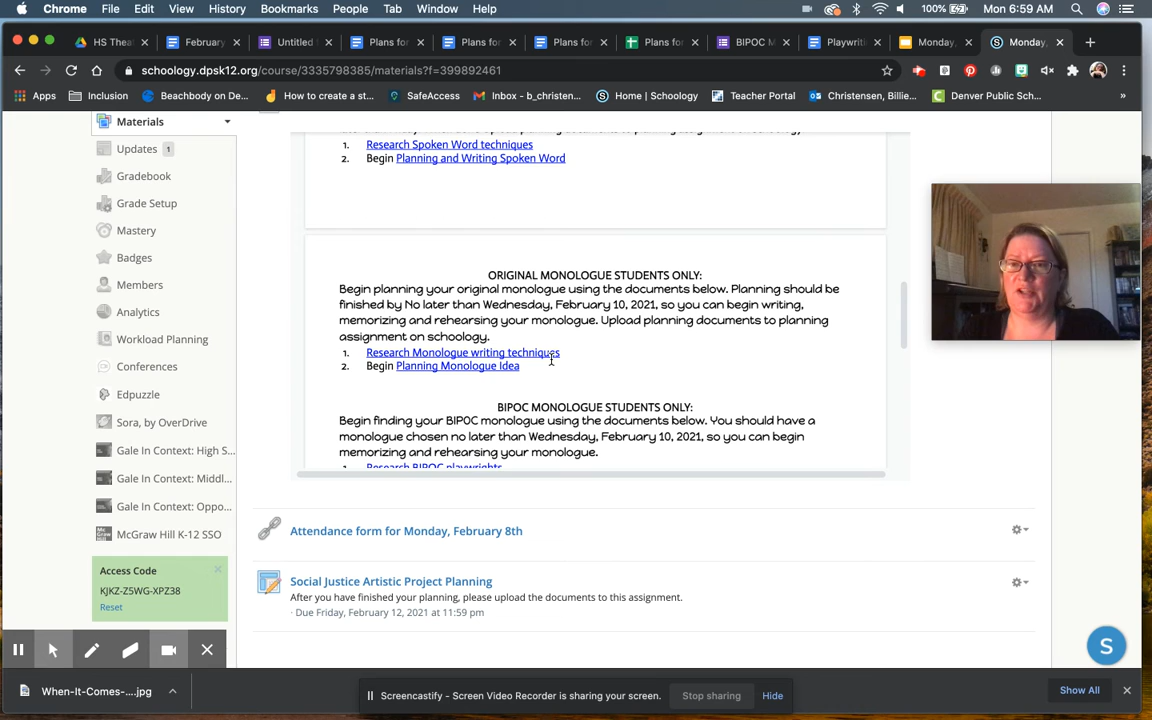 Chrome File Edit View History Bookmarks People Tab Window Help 100% Mon 6:59 AM
HS Thea February Untitled Plans for Plans for Plans for Plans for BIPOC M Playwriti Monday, Monday,
schoology.dpsk12.org/course/3335798385/materials?f=399892461
Apps Inclusion Beachbody on De... How to create a st... SafeAccess Inbox - b_christen... Home | Schoology Teacher Portal Christensen, Billie... Denver Public Sch... »
Materials
Updates 1
Gradebook
Grade Setup
Mastery
Badges
Members
Analytics
Workload Planning
Conferences
Edpuzzle
Sora, by OverDrive
Gale In Context: High S...
Gale In Context: Middl...
Gale In Context: Oppo...
McGraw Hill K-12 SSO
Access Code
KJKZ-Z5WG-XPZ38
Reset
1. Research Spoken Word techniques
2. Begin Planning and Writing Spoken Word
ORIGINAL MONOLOGUE STUDENTS ONLY:
Begin planning your original monologue using the documents below. Planning should be
finished by No later than Wednesday, February 10, 2021, so you can begin writing,
memorizing and rehearsing your monologue. Upload planning documents to planning
assignment on schoology.
1. Research Monologue writing techniques
2. Begin Planning Monologue Idea
BIPOC MONOLOGUE STUDENTS ONLY:
Begin finding your BIPOC monologue using the documents below. You should have a
monologue chosen no later than Wednesday, February 10, 2021, so you can begin
memorizing and rehearsing your monologue.
1. Research BIPOC playwrights
Attendance form for Monday, February 8th
Social Justice Artistic Project Planning
After you have finished your planning, please upload the documents to this assignment.
· Due Friday, February 12, 2021 at 11:59 pm
S
When-It-Comes-....jpg
Screencastify - Screen Video Recorder is sharing your screen. Stop sharing Hide
Show All